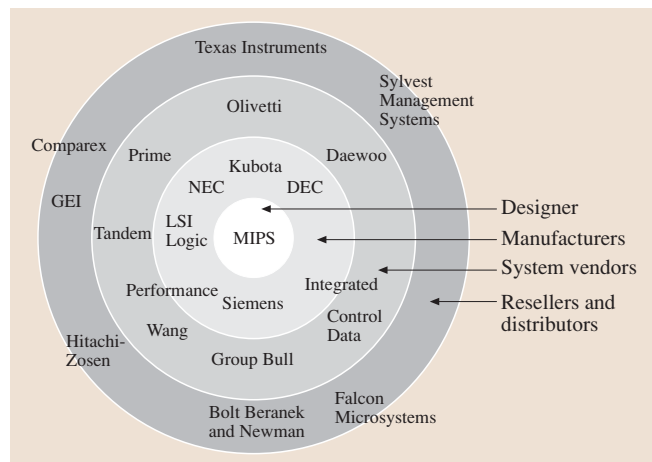 Texas Instruments
Sylvest
Management
Systems
Olivetti
Comparex
Prime
Daewoo
Kubota
NEC
DEC
GEI
LSI
Logic
Tandem
MIPS
Designer
Manufacturers
System vendors
Resellers and
distributors
Performance
Integrated
Siemens
Wang
Control
Data
Hitachi-
Zosen
Group Bull
Falcon
Microsystems
Bolt Beranek
and Newman